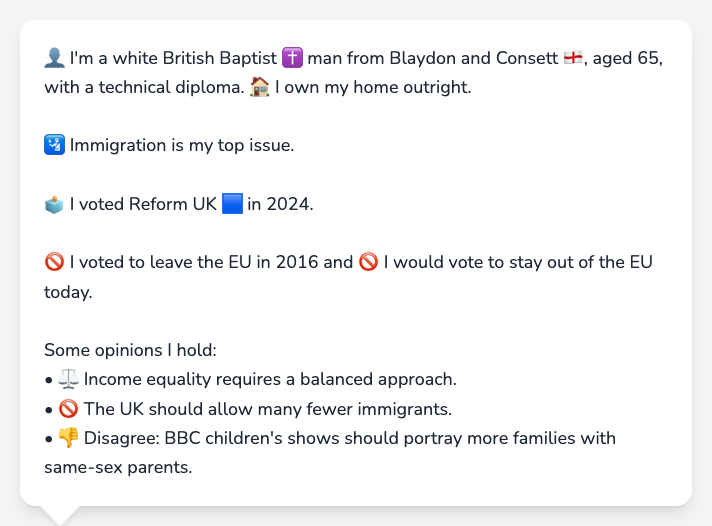 👤 I'm a white British Baptist ✝️ man from Blaydon and Consett 🏴󠁧󠁢󠁥󠁮󠁧󠁿, aged 65,
with a technical diploma. 🏠 I own my home outright.
🛂 Immigration is my top issue.
🗳️ I voted Reform UK 🟦 in 2024.
🚫 I voted to leave the EU in 2016 and 🚫 I would vote to stay out of the EU
today.
Some opinions I hold:
• ⚖️ Income equality requires a balanced approach.
• 🚫 The UK should allow many fewer immigrants.
• 👎 Disagree: BBC children's shows should portray more families with
same-sex parents.